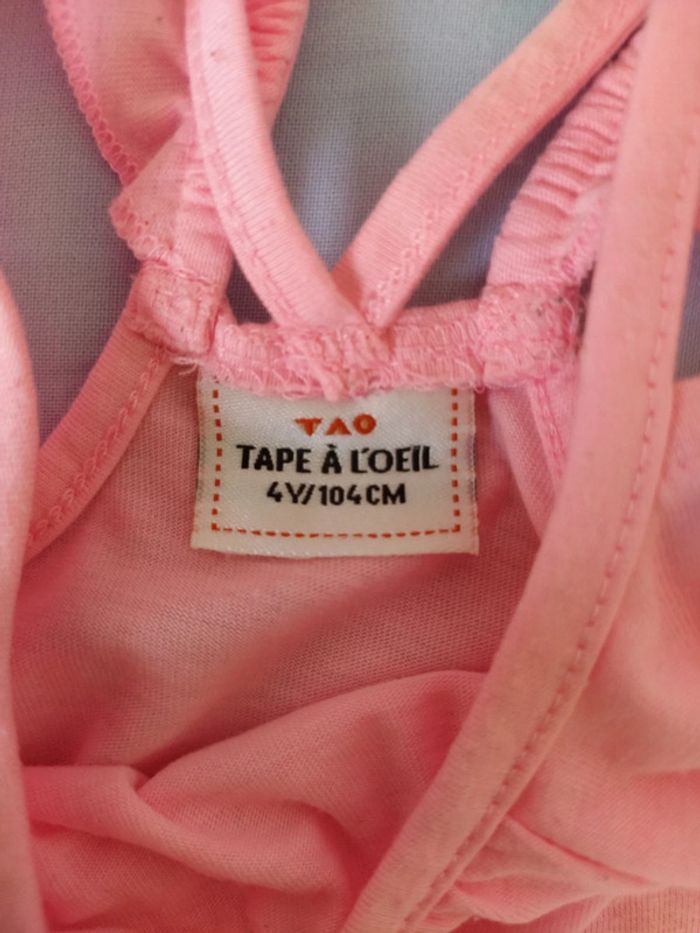 TAO
TAPE À L'OEIL
4Y/104CM